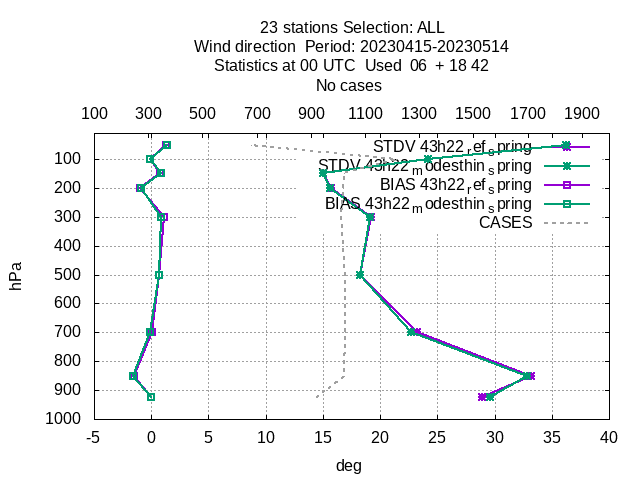 23 stations Selection: ALL
Wind direction  Period: 20230415-20230514
Statistics at 00 UTC  Used  06  + 18 42
No cases
100 300 500 700 900 1100 1300 1500 1700 1900
STDV 43h22_ref_spring
STDV 43h22_modesthin_spring
BIAS 43h22_ref_spring
BIAS 43h22_modesthin_spring
CASES
100
200
300
400
500
600
700
800
900
1000
hPa
-5 0 5 10 15 20 25 30 35 40
deg